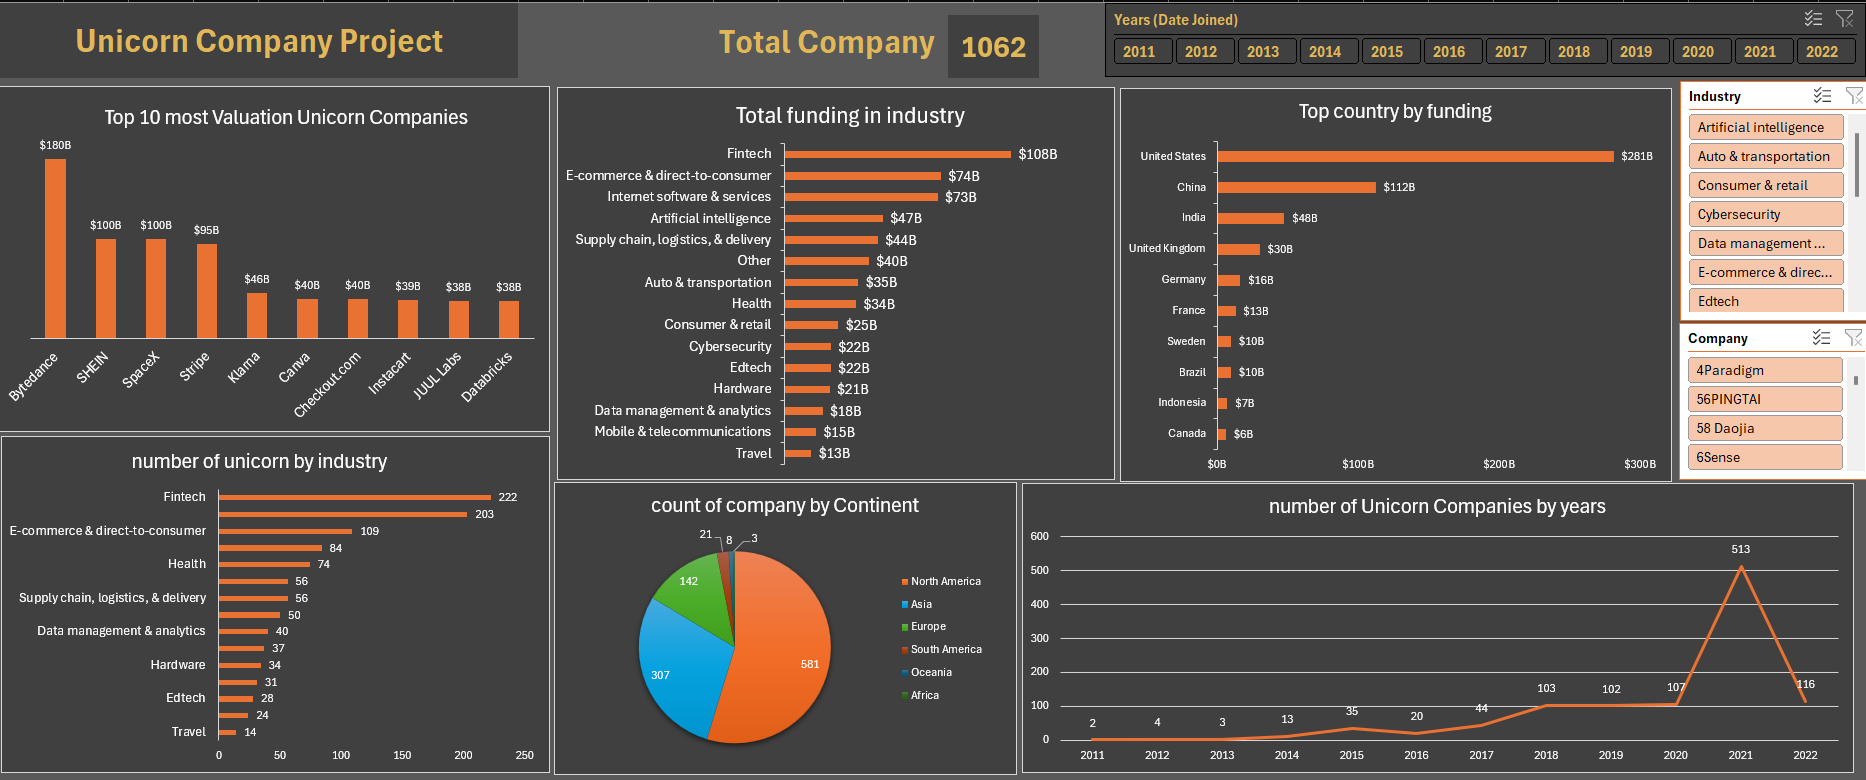 Unicorn Company Project
Total Company
1062
Years (Date Joined)
2011 2012 2013 2014 2015 2016 2017 2018 2019 2020 2021 2022
Top 10 most Valuation Unicorn Companies
$180B
$100B
$100B
$95B
$46B
$40B
$40B
$39B
$38B
$38B
Bytedance
SHEIN
SpaceX
Stripe
Klarna
Canva
Checkout.com
Instacart
JUUL Labs
Databricks
Total funding in industry
Fintech $108B
E-commerce & direct-to-consumer $74B
Internet software & services $73B
Artificial intelligence $47B
Supply chain, logistics, & delivery $44B
Other $40B
Auto & transportation $35B
Health $34B
Consumer & retail $25B
Cybersecurity $22B
Edtech $22B
Hardware $21B
Data management & analytics $18B
Mobile & telecommunications $15B
Travel $13B
Top country by funding
United States $281B
China $112B
India $48B
United Kingdom $30B
Germany $16B
France $13B
Sweden $10B
Brazil $10B
Indonesia $7B
Canada $6B
$0B $100B $200B $300B
Industry
Artificial intelligence
Auto & transportation
Consumer & retail
Cybersecurity
Data management ...
E-commerce & direc...
Edtech
Company
4Paradigm
56PINGTAI
58 Daojia
6Sense
number of unicorn by industry
Fintech 222
203
E-commerce & direct-to-consumer 109
84
Health 74
56
Supply chain, logistics, & delivery 56
50
Data management & analytics 40
37
Hardware 34
31
Edtech 28
24
Travel 14
0 50 100 150 200 250
count of company by Continent
21
8
3
142
307
581
North America
Asia
Europe
South America
Oceania
Africa
number of Unicorn Companies by years
600
500
400
300
200
100
0
2
4
3
13
35
20
44
103
102
107
513
116
2011 2012 2013 2014 2015 2016 2017 2018 2019 2020 2021 2022